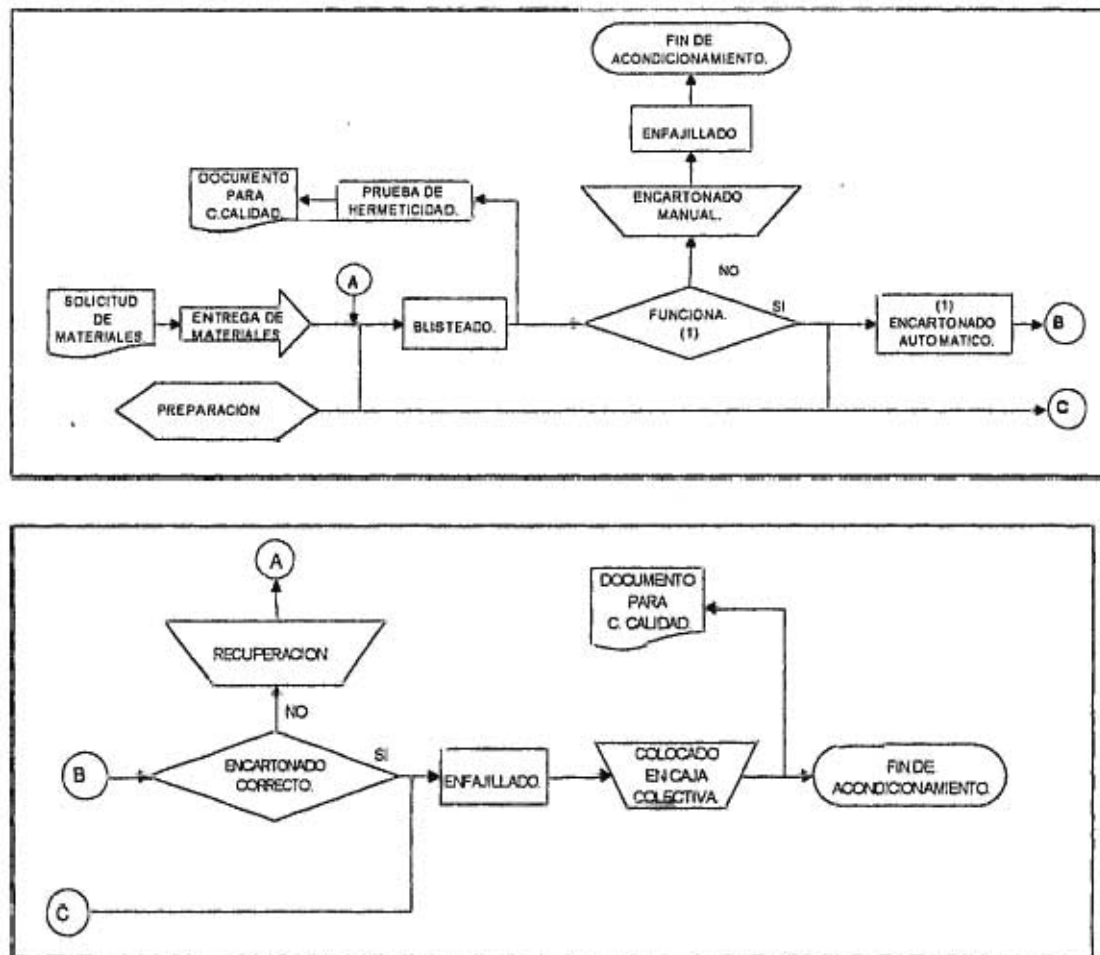 FIN DE
ACONDICIONAMIENTO.
ENFAJILLADO
ENCARTONADO
MANUAL.
DOCUMENTO
PARA
C.CALIDAD.
PRUEBA DE
HERMETICIDAD.
A
NO
SOLICITUD
DE
MATERIALES.
ENTREGA DE
MATERIALES
BLISTEADO.
FUNCIONA.
(1)
SI
(1)
ENCARTONADO
AUTOMATICO.
B
PREPARACIÓN
C
A
RECUPERACION
NO
B
ENCARTONADO
CORRECTO.
SI
ENFAJILLADO.
COLOCADO
EN CAJA
COLECTIVA.
DOCUMENTO
PARA
C. CALIDAD.
FIN DE
ACONDICIONAMIENTO.
C